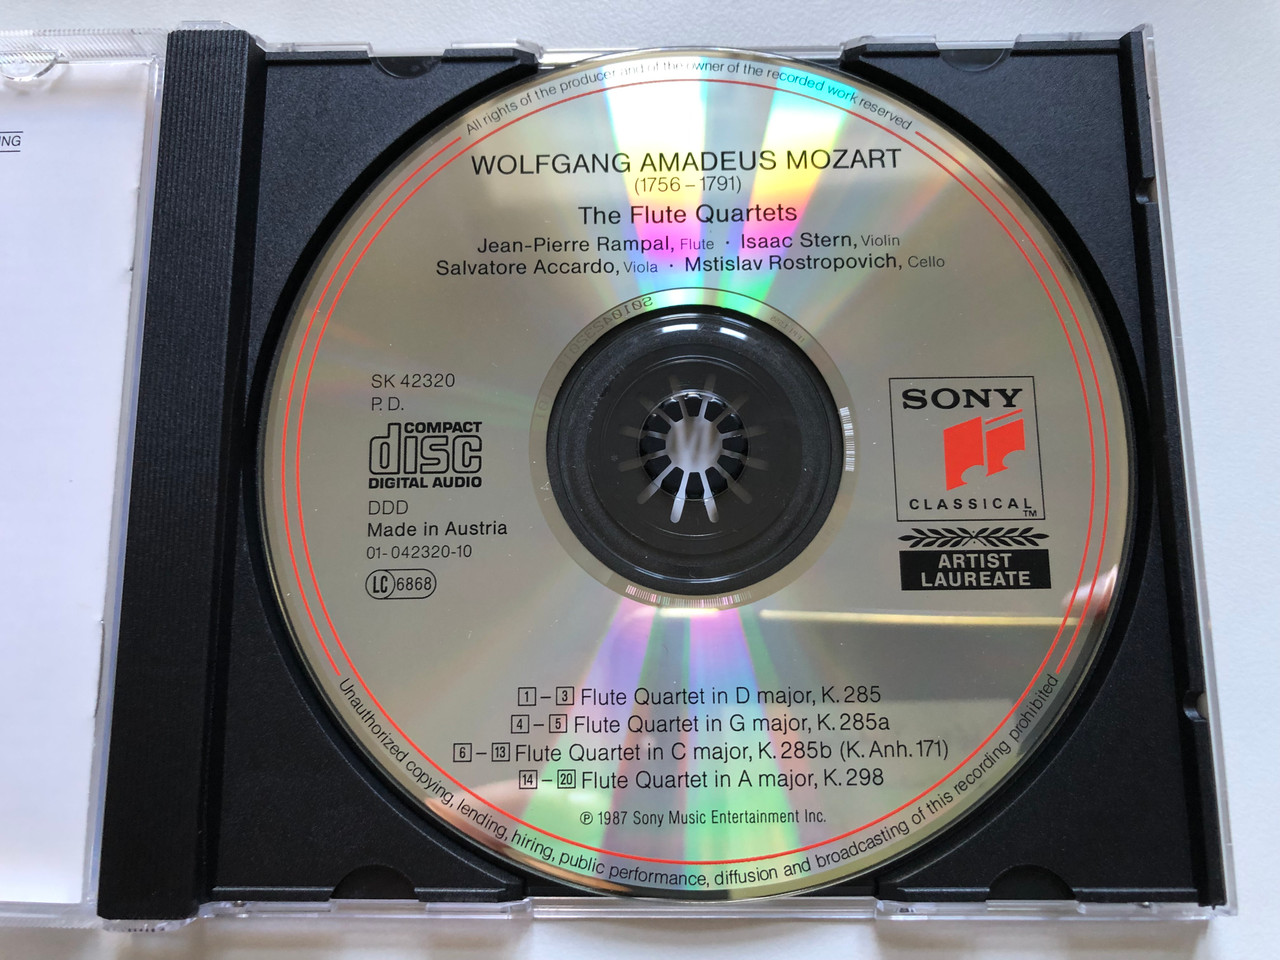 ING
All rights of the producer and of the owner of the recorded work reserved
WOLFGANG AMADEUS MOZART
(1756–1791)
The Flute Quartets
Jean-Pierre Rampal, Flute · Isaac Stern, Violin
Salvatore Accardo, Viola · Mstislav Rostropovich, Cello
SK 42320
P.D.
COMPACT
disc
DIGITAL AUDIO
DDD
Made in Austria
01-042320-10
LC 6868
SONY
CLASSICAL TM
ARTIST
LAUREATE
1–3 Flute Quartet in D major, K. 285
4–5 Flute Quartet in G major, K. 285a
6–13 Flute Quartet in C major, K. 285b (K. Anh. 171)
14–20 Flute Quartet in A major, K. 298
℗ 1987 Sony Music Entertainment Inc.
Unauthorized copying, lending, hiring, public performance, diffusion and broadcasting of this recording prohibited